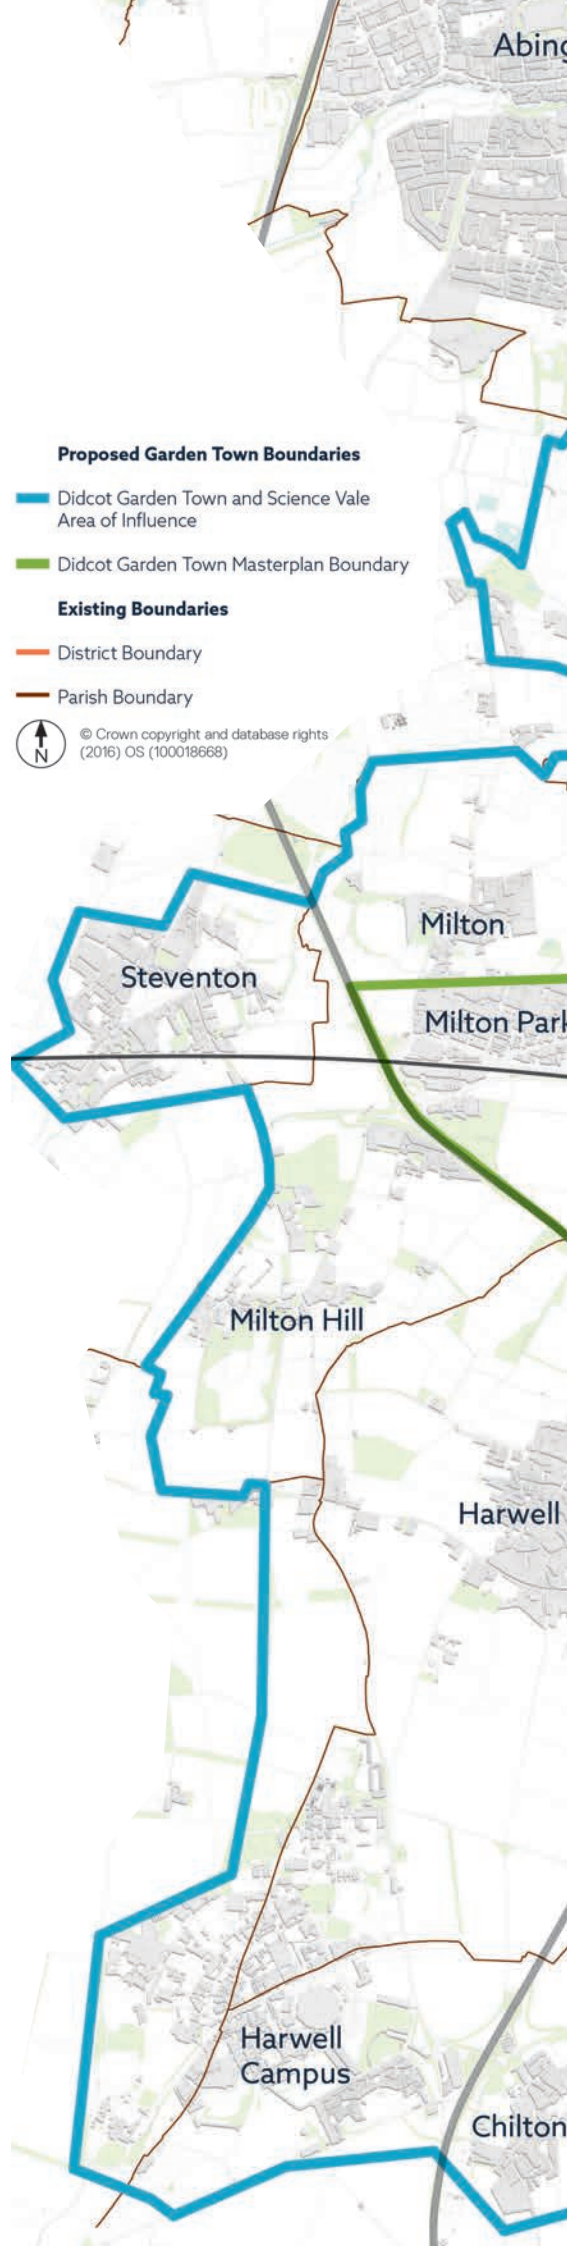 Abing
Proposed Garden Town Boundaries
Didcot Garden Town and Science Vale
Area of Influence
Didcot Garden Town Masterplan Boundary
Existing Boundaries
District Boundary
Parish Boundary
N
© Crown copyright and database rights
(2016) OS (100018668)
Milton
Steventon
Milton Park
Milton Hill
Harwell
Harwell
Campus
Chilton